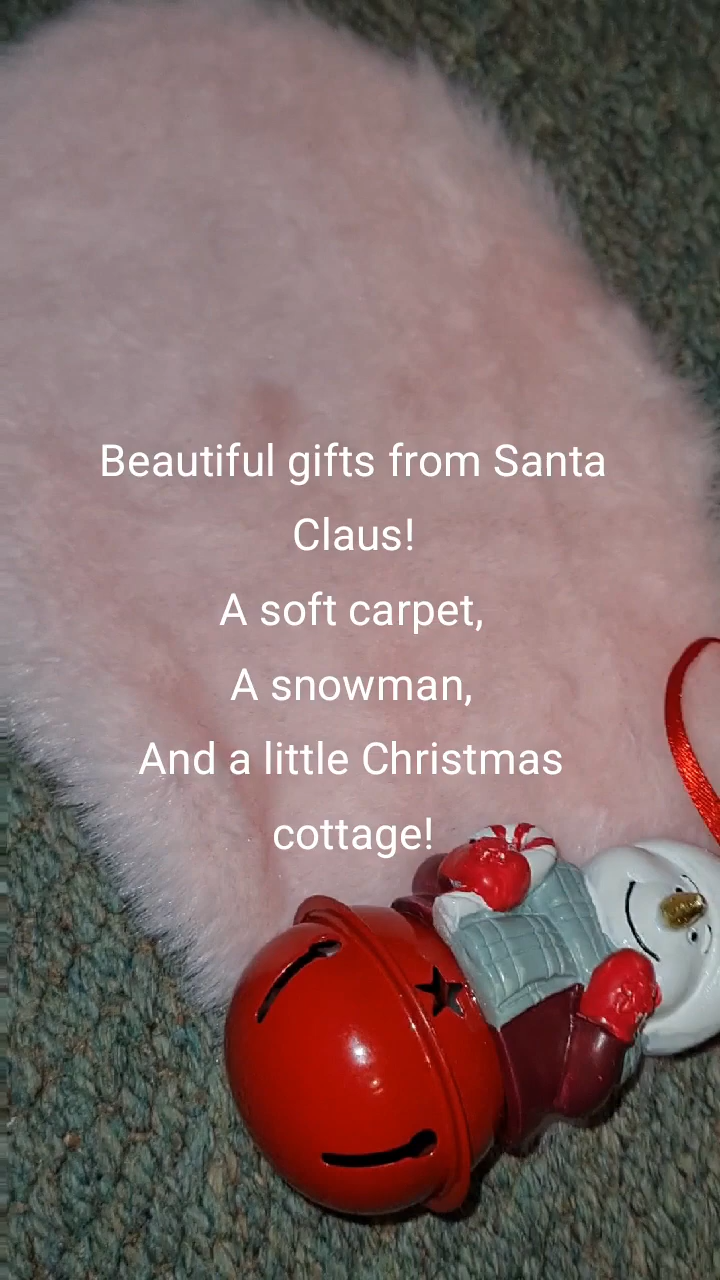 Beautiful gifts from Santa
Claus!
A soft carpet,
A snowman,
And a little Christmas
cottage!